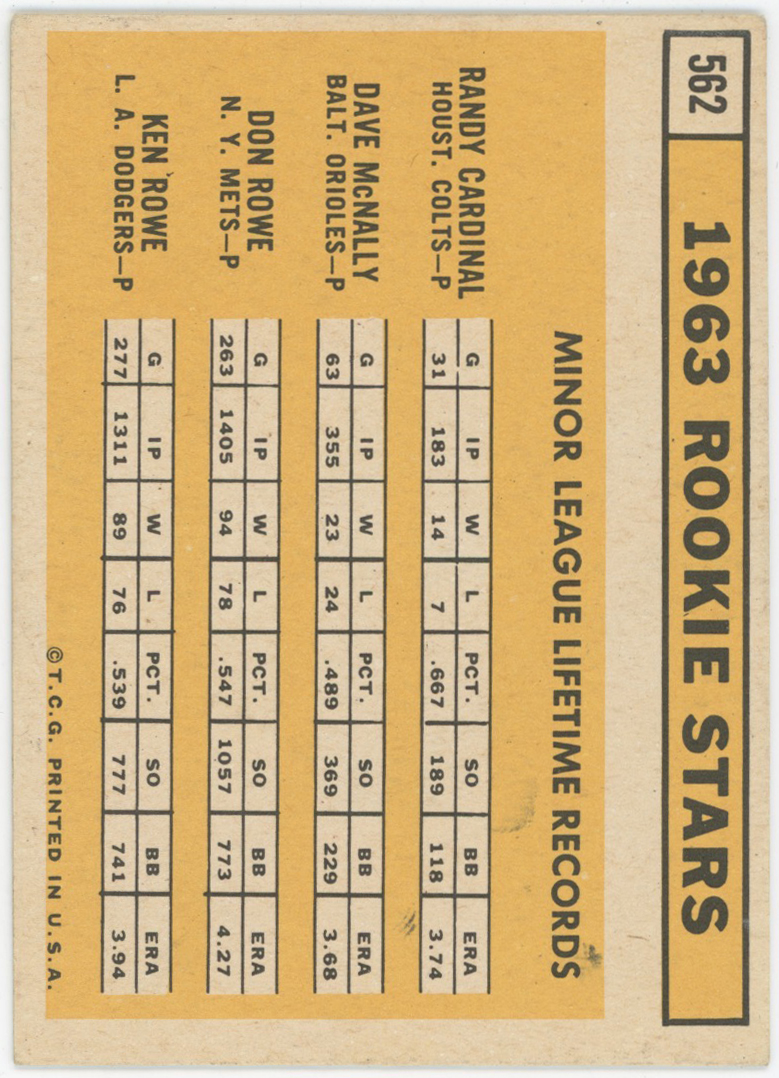 562
1963 ROOKIE STARS
MINOR LEAGUE LIFETIME RECORDS
RANDY CARDINAL
HOUST. COLTS—P
G IP W L PCT. SO BB ERA
31 183 14 7 .667 189 118 3.74
DAVE McNALLY
BALT. ORIOLES—P
G IP W L PCT. SO BB ERA
63 355 23 24 .489 369 229 3.68
DON ROWE
N. Y. METS—P
G IP W L PCT. SO BB ERA
263 1405 94 78 .547 1057 773 4.27
KEN ROWE
L. A. DODGERS—P
G IP W L PCT. SO BB ERA
277 1311 89 76 .539 777 741 3.94
© T.C.G. PRINTED IN U.S.A.